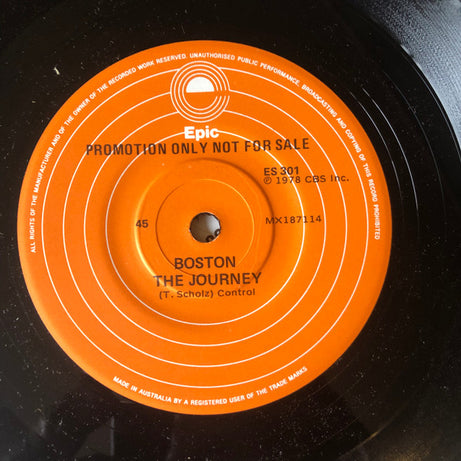 ALL RIGHTS OF THE MANUFACTURER AND OF THE OWNER OF THE RECORDED WORK RESERVED. UNAUTHORISED PUBLIC PERFORMANCE, BROADCASTING AND COPYING OF THIS RECORD PROHIBITED
Epic
PROMOTION ONLY NOT FOR SALE
ES 301
℗ 1978 CBS Inc.
45
MX187114
BOSTON
THE JOURNEY
(T. Scholz) Control
MADE IN AUSTRALIA BY A REGISTERED USER OF THE TRADE MARKS